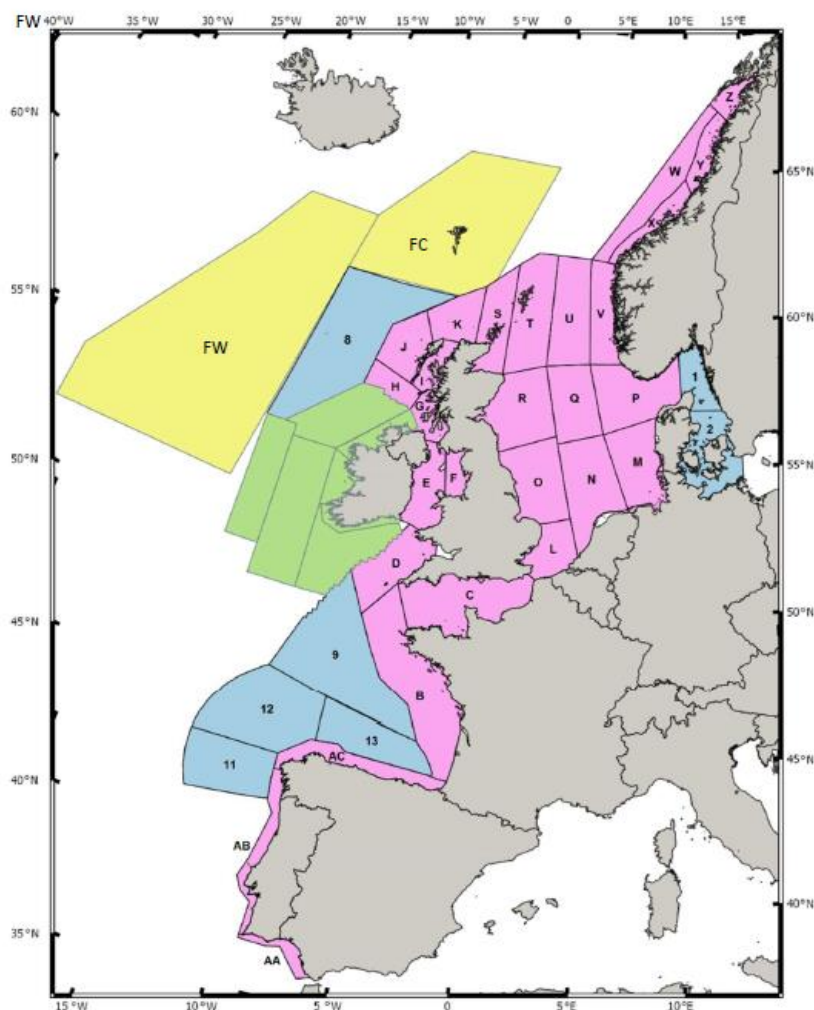 FW 40°W 35°W 30°W 25°W 20°W 15°W 10°W 5°W 0° 5°E 10°E 15°E
60°N
Z
65°N
W Y
X
FC
55°N
60°N
S
K T U V
FW
8
J
1
I
H
R Q P
G
2
50°N
55°N
M
E F O N
L
D
C
50°N
45°N
9
B
12
13
AC
11
45°N
40°N
AB
40°N
35°N
AA
15°W 10°W 5°W 0 5°E 10°E